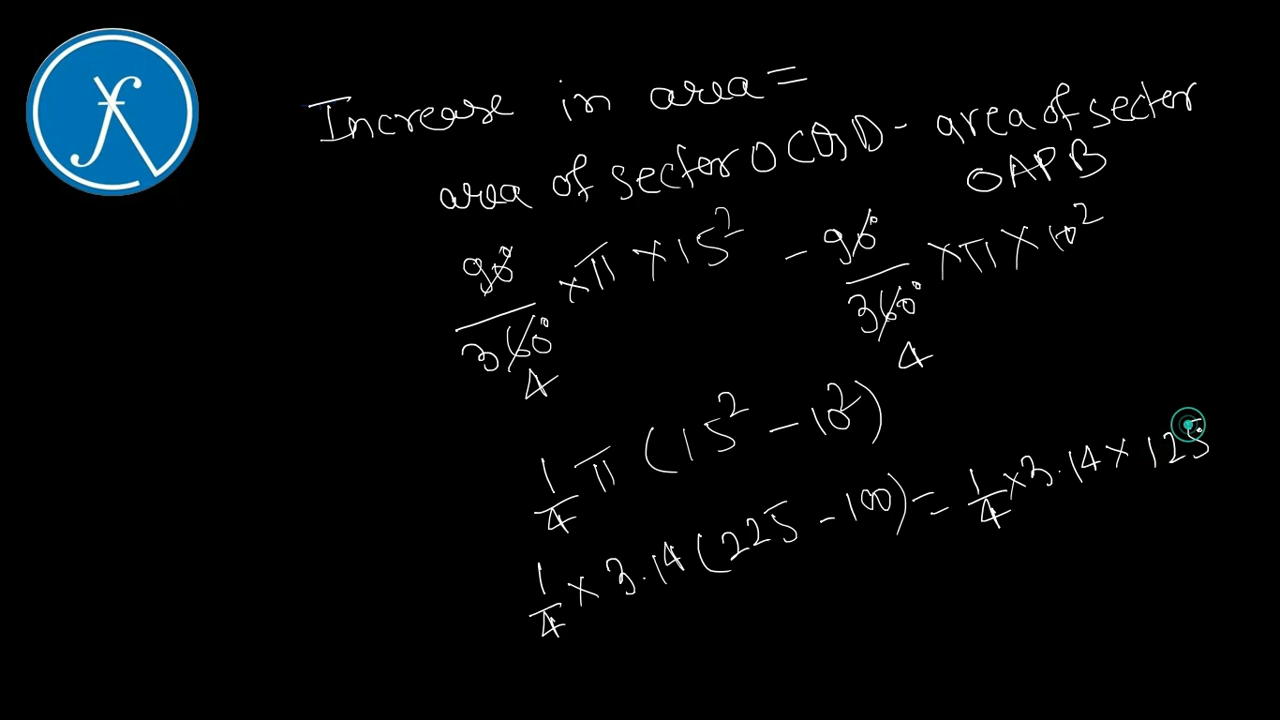 Increase in area =
area of sector OCQD - area of sector
OAPB
90°/360° × π × 15² - 90°/360° × π × 10²
4 4
1/4 π (15² - 10²)
1/4 × 3.14 (225 - 100) = 1/4 × 3.14 × 125